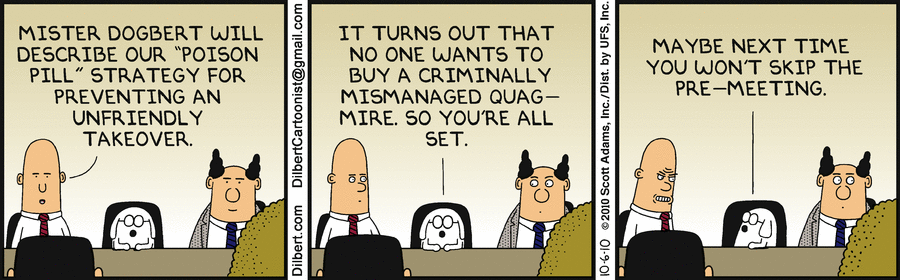 MISTER DOGBERT WILL
DESCRIBE OUR "POISON
PILL" STRATEGY FOR
PREVENTING AN
UNFRIENDLY
TAKEOVER.
Dilbert.com DilbertCartoonist@gmail.com
IT TURNS OUT THAT
NO ONE WANTS TO
BUY A CRIMINALLY
MISMANAGED QUAG-
MIRE. SO YOU'RE ALL
SET.
10-6-10 ©2010 Scott Adams, Inc./Dist. by UFS, Inc.
MAYBE NEXT TIME
YOU WON'T SKIP THE
PRE-MEETING.